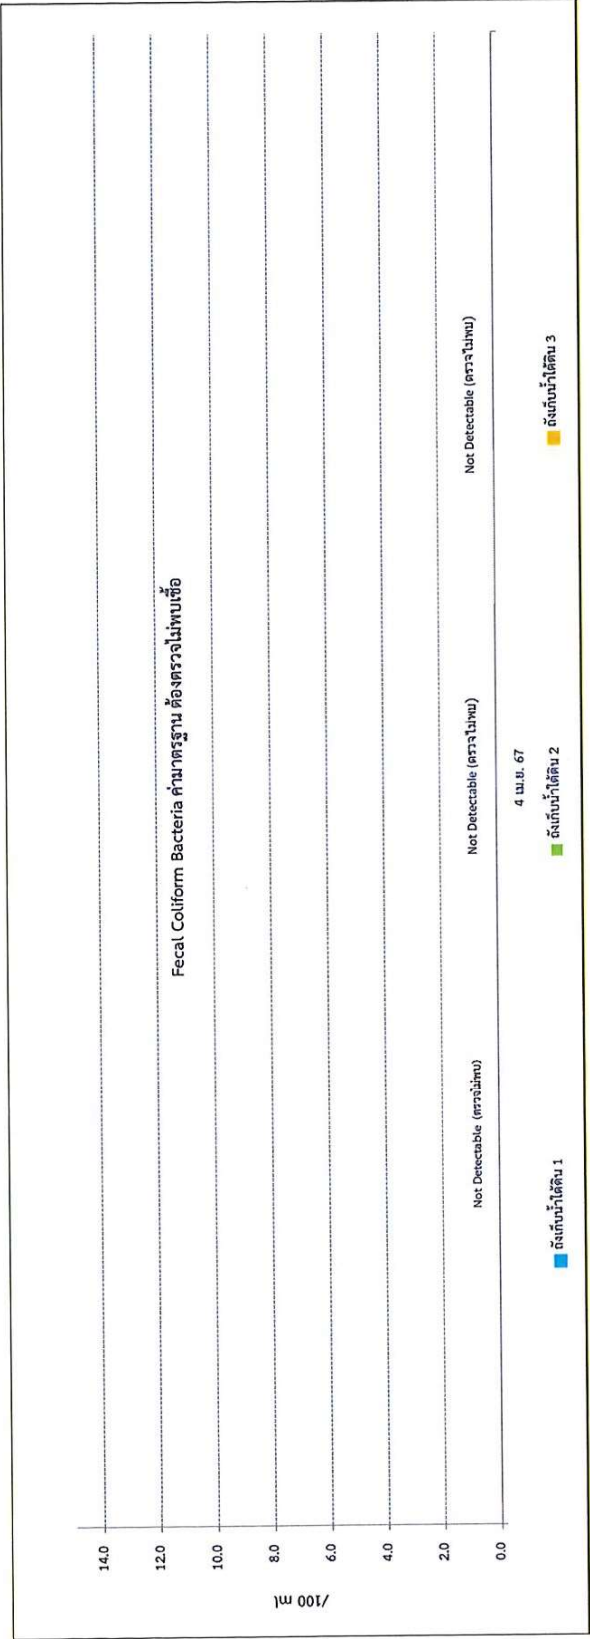 Fecal Coliform Bacteria ค่ามาตรฐาน ต้องตรวจไม่พบเชื้อ
/100 ml
14.0
12.0
10.0
8.0
6.0
4.0
2.0
0.0
Not Detectable (ตรวจไม่พบ)
Not Detectable (ตรวจไม่พบ)
Not Detectable (ตรวจไม่พบ)
4 เม.ย. 67
ถังเก็บน้ำใต้ดิน 1
ถังเก็บน้ำใต้ดิน 2
ถังเก็บน้ำใต้ดิน 3